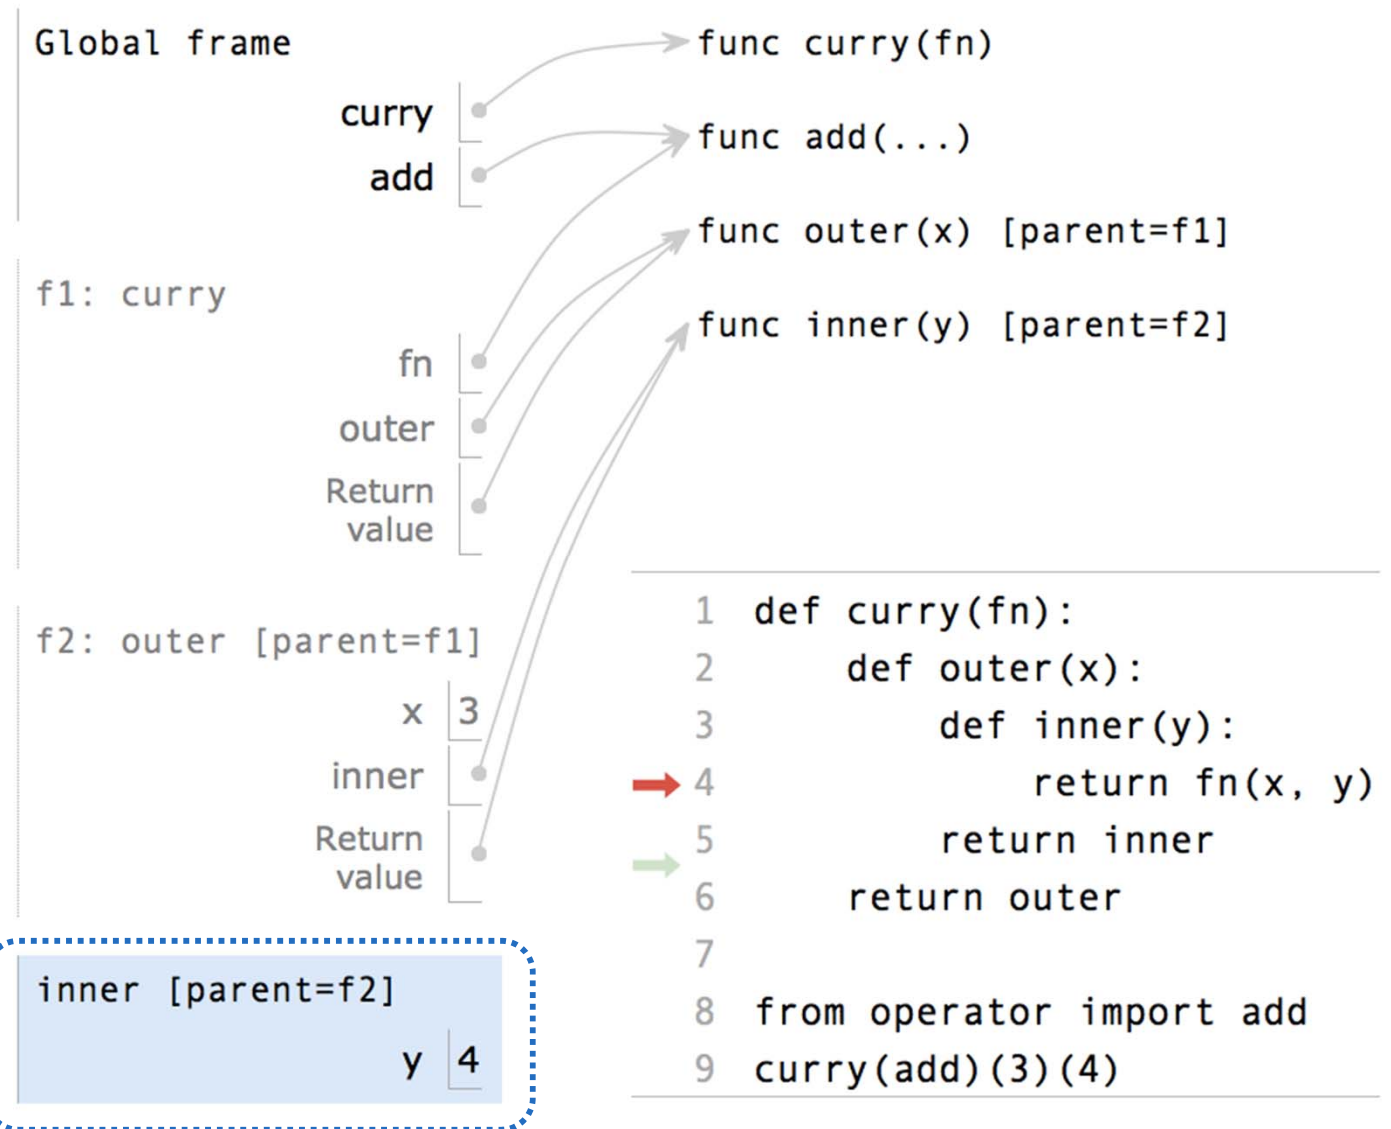 Global frame
curry
add
f1: curry
fn
outer
Return
value
f2: outer [parent=f1]
x 3
inner
Return
value
inner [parent=f2]
y 4
func curry(fn)
func add(...)
func outer(x) [parent=f1]
func inner(y) [parent=f2]
1 def curry(fn):
2     def outer(x):
3         def inner(y):
4             return fn(x, y)
5         return inner
6     return outer
7
8 from operator import add
9 curry(add)(3)(4)